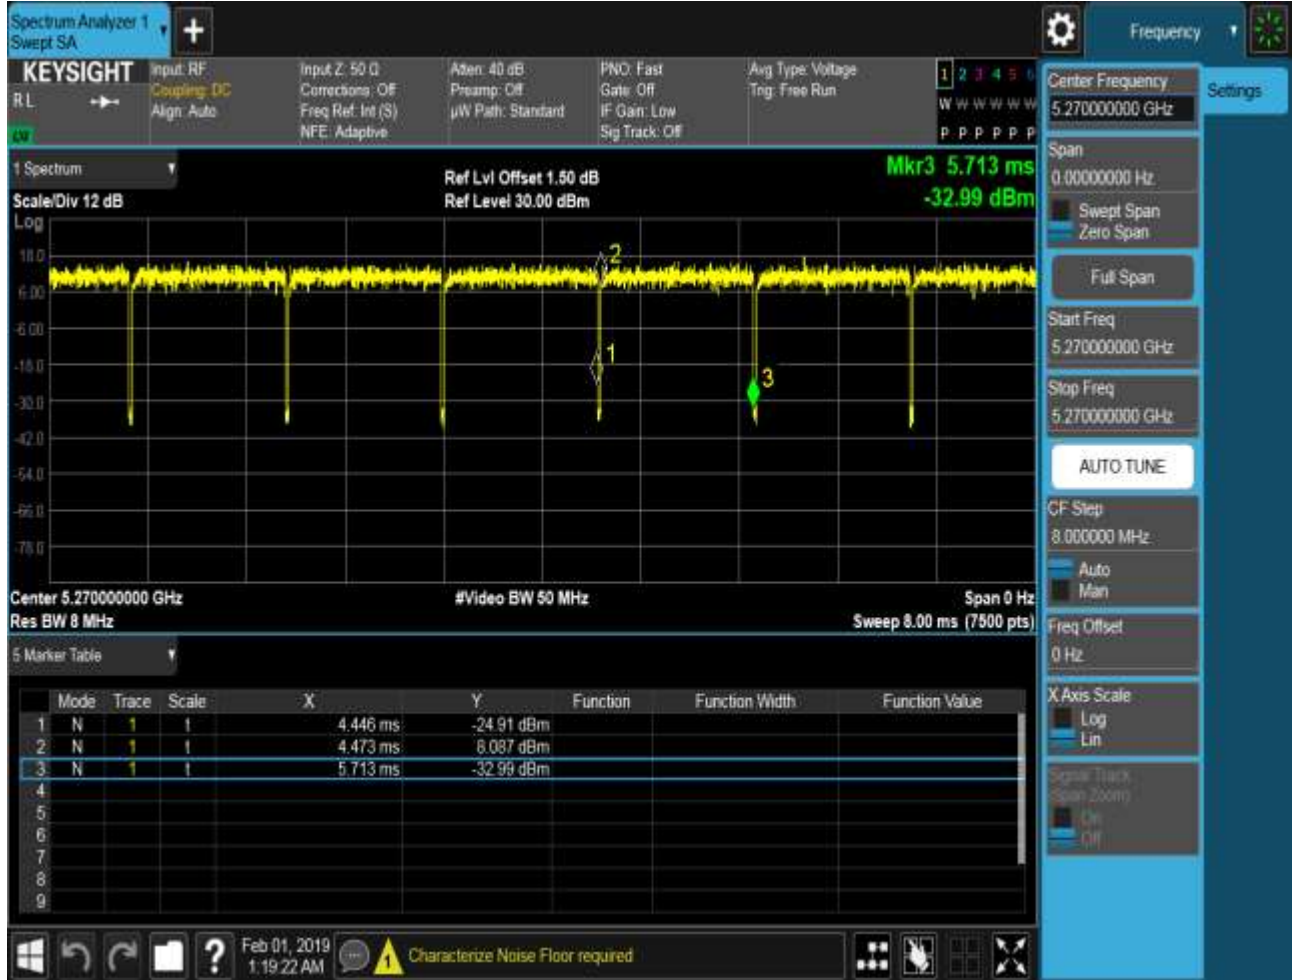 Spectrum Analyzer 1
Swept SA
+
Frequency
KEYSIGHT
RL
Input: RF
Coupling: DC
Align: Auto
Input Z: 50 Ω
Corrections: Off
Freq Ref: Int (S)
NFE: Adaptive
Atten: 40 dB
Preamp: Off
µW Path: Standard
PNO: Fast
Gate: Off
IF Gain: Low
Sig Track: Off
Avg Type: Voltage
Trig: Free Run
1 2 3 4 5 6
W W W W W W
P P P P P P
1 Spectrum
Scale/Div 12 dB
Log
Ref Lvl Offset 1.50 dB
Ref Level 30.00 dBm
Mkr3 5.713 ms
-32.99 dBm
18.0
6.00
-6.00
-18.0
-30.0
-42.0
-54.0
-66.0
-78.0
2
1
3
Center 5.270000000 GHz
Res BW 8 MHz
#Video BW 50 MHz
Span 0 Hz
Sweep 8.00 ms (7500 pts)
5 Marker Table
Mode Trace Scale X Y Function Function Width Function Value
1 N 1 t 4.446 ms -24.91 dBm
2 N 1 t 4.473 ms 8.087 dBm
3 N 1 t 5.713 ms -32.99 dBm
4
5
6
7
8
9
Settings
Center Frequency
5.270000000 GHz
Span
0.00000000 Hz
Swept Span
Zero Span
Full Span
Start Freq
5.270000000 GHz
Stop Freq
5.270000000 GHz
AUTO TUNE
CF Step
8.000000 MHz
Auto
Man
Freq Offset
0 Hz
X Axis Scale
Log
Lin
Signal Track
(Span Zoom)
On
Off
?
Feb 01, 2019
1:19:22 AM
1
Characterize Noise Floor required